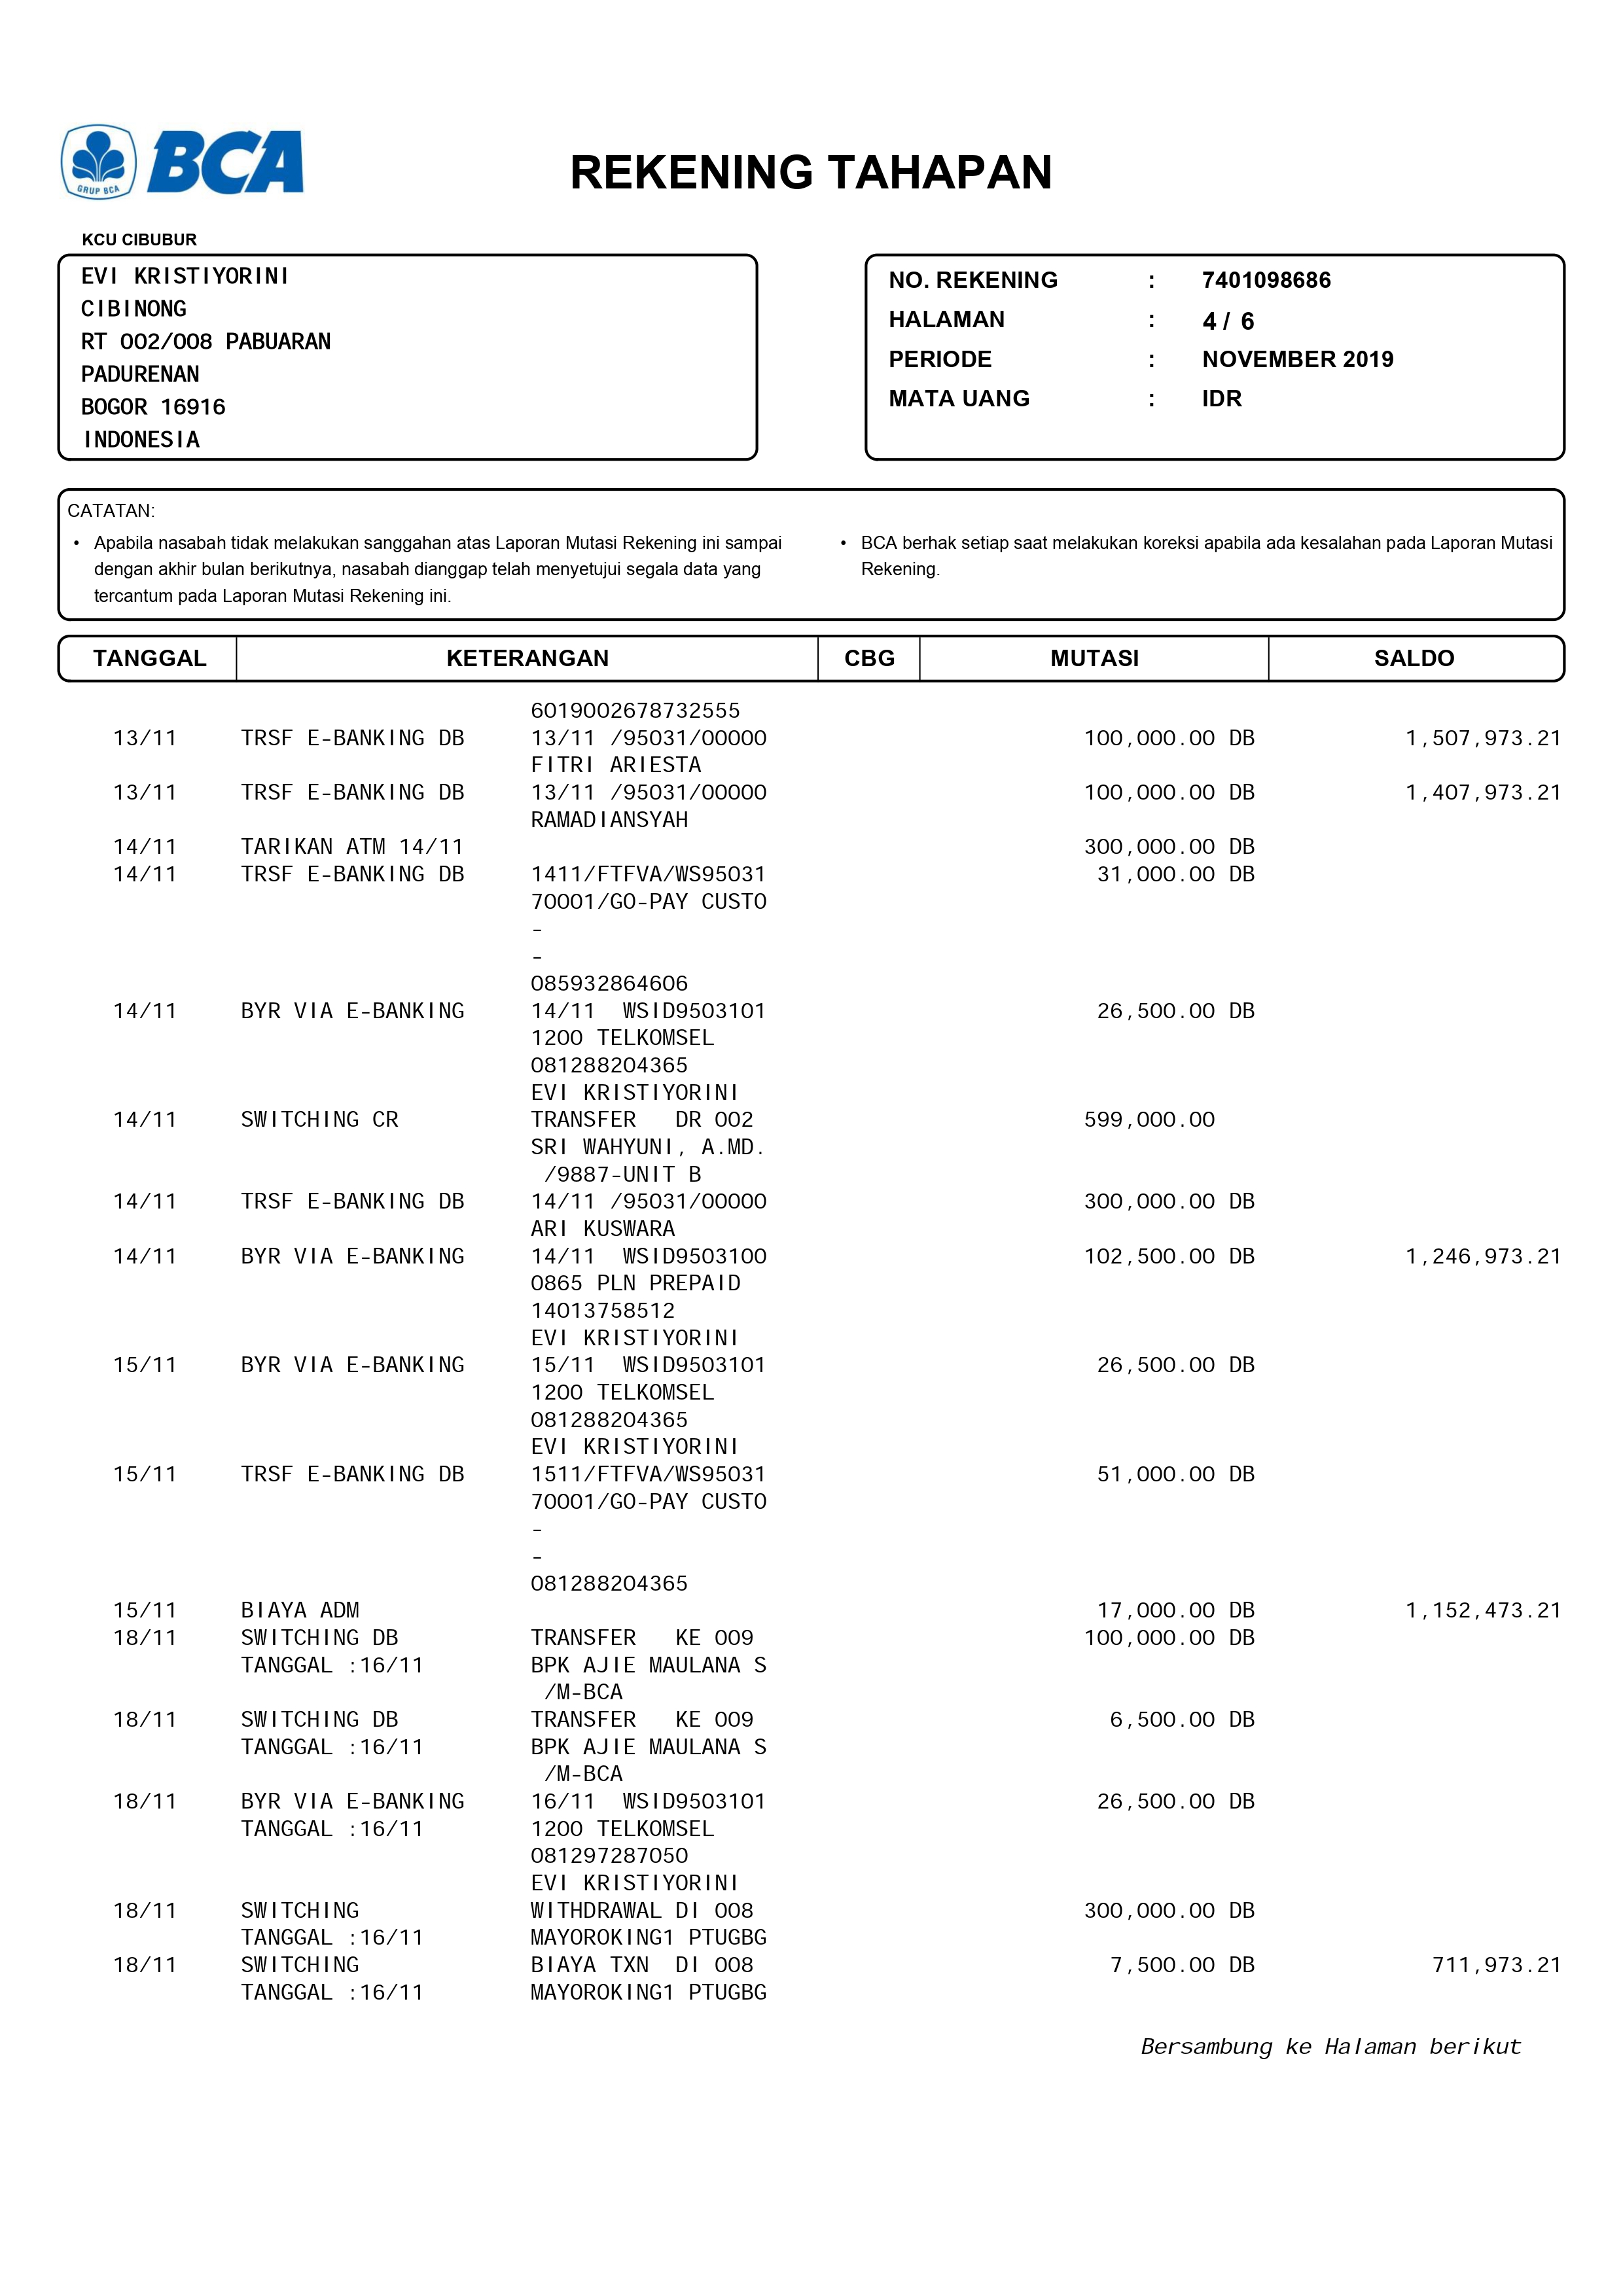 BCA
GRUP BCA
REKENING TAHAPAN
KCU CIBUBUR
EVI KRISTIYORINI
CIBINONG
RT 002/008 PABUARAN
PADURENAN
BOGOR 16916
INDONESIA
NO. REKENING : 7401098686
HALAMAN : 4 / 6
PERIODE : NOVEMBER 2019
MATA UANG : IDR
CATATAN:
• Apabila nasabah tidak melakukan sanggahan atas Laporan Mutasi Rekening ini sampai
dengan akhir bulan berikutnya, nasabah dianggap telah menyetujui segala data yang
tercantum pada Laporan Mutasi Rekening ini.
• BCA berhak setiap saat melakukan koreksi apabila ada kesalahan pada Laporan Mutasi
Rekening.
TANGGAL KETERANGAN CBG MUTASI SALDO
6019002678732555
13/11 TRSF E-BANKING DB 13/11 /95031/00000 100,000.00 DB 1,507,973.21
FITRI ARIESTA
13/11 TRSF E-BANKING DB 13/11 /95031/00000 100,000.00 DB 1,407,973.21
RAMADIANSYAH
14/11 TARIKAN ATM 14/11 300,000.00 DB
14/11 TRSF E-BANKING DB 1411/FTFVA/WS95031 31,000.00 DB
70001/GO-PAY CUSTO
-
-
085932864606
14/11 BYR VIA E-BANKING 14/11 WSID9503101 26,500.00 DB
1200 TELKOMSEL
081288204365
EVI KRISTIYORINI
14/11 SWITCHING CR TRANSFER DR 002 599,000.00
SRI WAHYUNI, A.MD.
/9887-UNIT B
14/11 TRSF E-BANKING DB 14/11 /95031/00000 300,000.00 DB
ARI KUSWARA
14/11 BYR VIA E-BANKING 14/11 WSID9503100 102,500.00 DB 1,246,973.21
0865 PLN PREPAID
14013758512
EVI KRISTIYORINI
15/11 BYR VIA E-BANKING 15/11 WSID9503101 26,500.00 DB
1200 TELKOMSEL
081288204365
EVI KRISTIYORINI
15/11 TRSF E-BANKING DB 1511/FTFVA/WS95031 51,000.00 DB
70001/GO-PAY CUSTO
-
-
081288204365
15/11 BIAYA ADM 17,000.00 DB 1,152,473.21
18/11 SWITCHING DB TRANSFER KE 009 100,000.00 DB
TANGGAL :16/11 BPK AJIE MAULANA S
/M-BCA
18/11 SWITCHING DB TRANSFER KE 009 6,500.00 DB
TANGGAL :16/11 BPK AJIE MAULANA S
/M-BCA
18/11 BYR VIA E-BANKING 16/11 WSID9503101 26,500.00 DB
TANGGAL :16/11 1200 TELKOMSEL
081297287050
EVI KRISTIYORINI
18/11 SWITCHING WITHDRAWAL DI 008 300,000.00 DB
TANGGAL :16/11 MAYOROKING1 PTUGBG
18/11 SWITCHING BIAYA TXN DI 008 7,500.00 DB 711,973.21
TANGGAL :16/11 MAYOROKING1 PTUGBG
Bersambung ke Halaman berikut